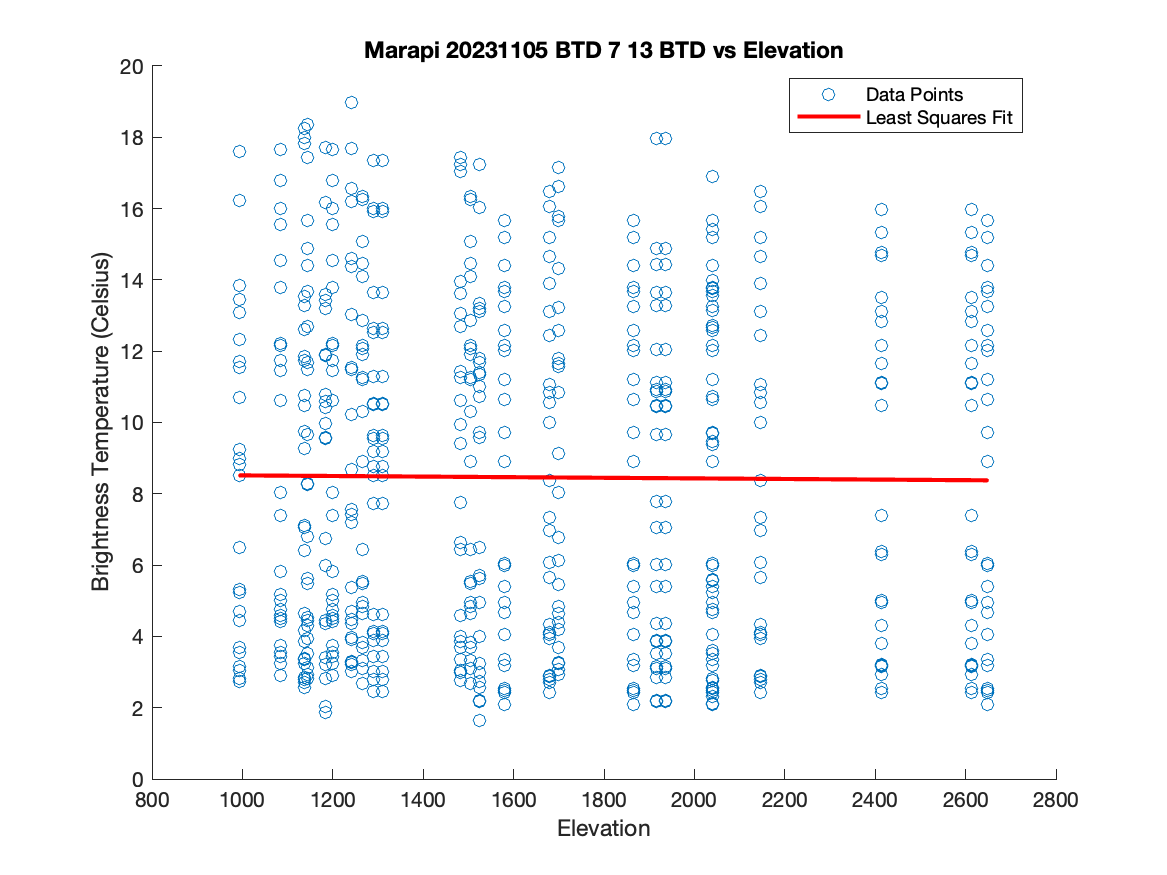 Marapi 20231105 BTD 7 13 BTD vs Elevation
Data Points
Least Squares Fit
Brightness Temperature (Celsius)
20
18
16
14
12
10
8
6
4
2
0
800 1000 1200 1400 1600 1800 2000 2200 2400 2600 2800
Elevation